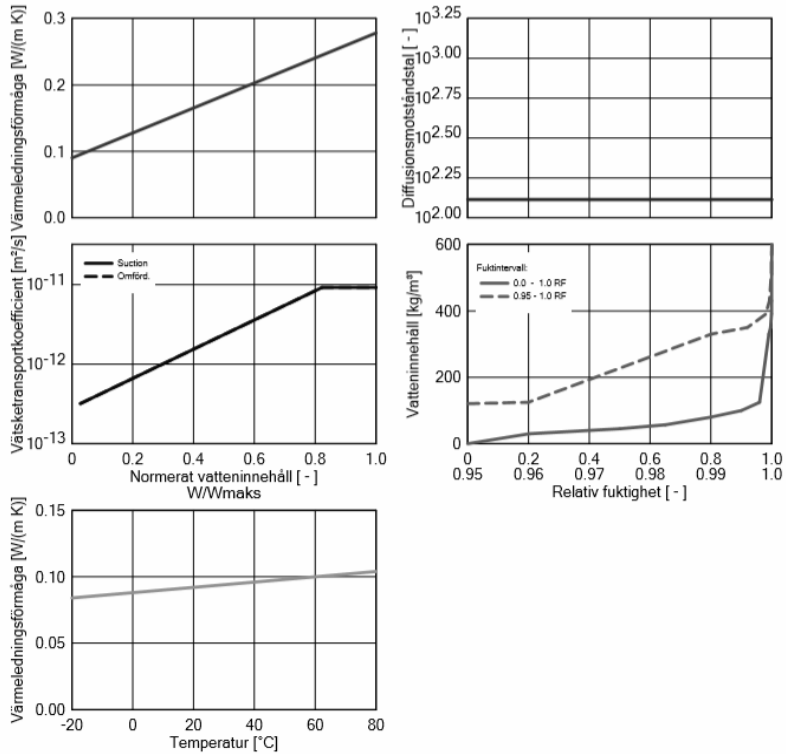 Värmeledningsförmåga [W/(m K)]
0.3
0.2
0.1
0.0
Diffusionsmotståndstal [ - ]
10^3.25
10^3.00
10^2.75
10^2.50
10^2.25
10^2.00
Vätsketransportkoefficient [m²/s]
10^-11
10^-12
10^-13
Suction
Omförd.
0 0.2 0.4 0.6 0.8 1.0
Normerat vatteninnehåll [ - ]
W/Wmaks
Vatteninnehåll [kg/m³]
600
400
200
0
Fuktintervall:
0.0 - 1.0 RF
0.95 - 1.0 RF
0 0.2 0.4 0.6 0.8 1.0
0.95 0.96 0.97 0.98 0.99 1.0
Relativ fuktighet [ - ]
Värmeledningsförmåga [W/(m K)]
0.15
0.10
0.05
0.00
-20 0 20 40 60 80
Temperatur [°C]